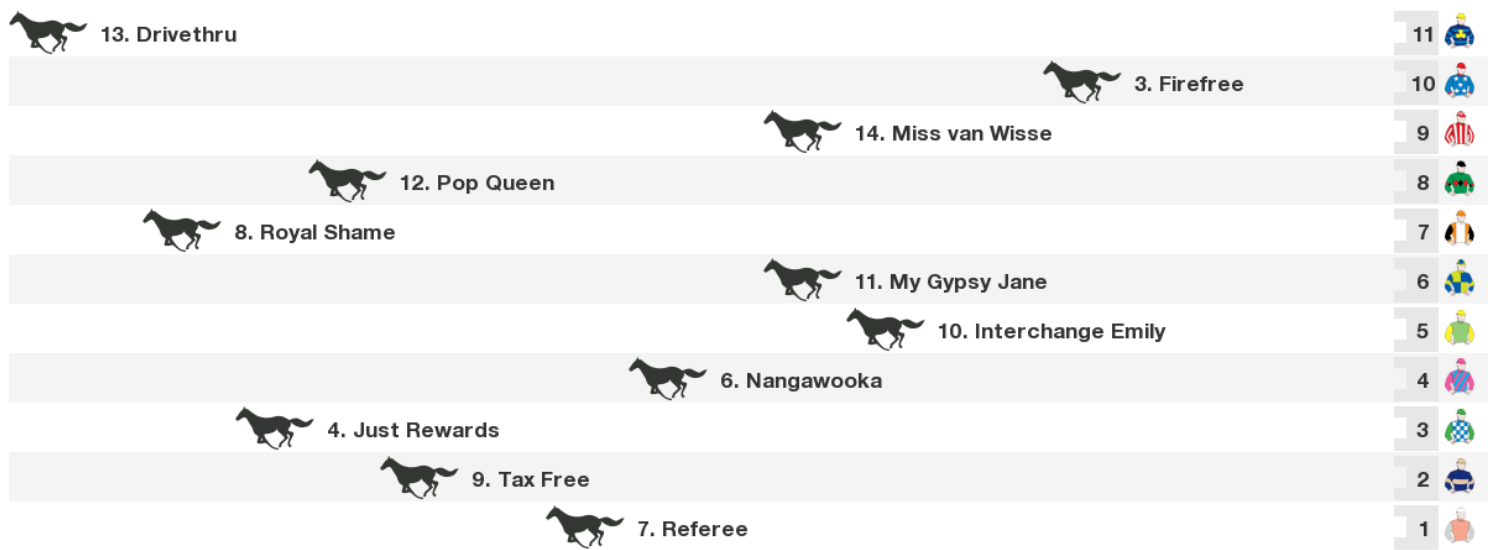 13. Drivethru 11
3. Firefree 10
14. Miss van Wisse 9
12. Pop Queen 8
8. Royal Shame 7
11. My Gypsy Jane 6
10. Interchange Emily 5
6. Nangawooka 4
4. Just Rewards 3
9. Tax Free 2
7. Referee 1